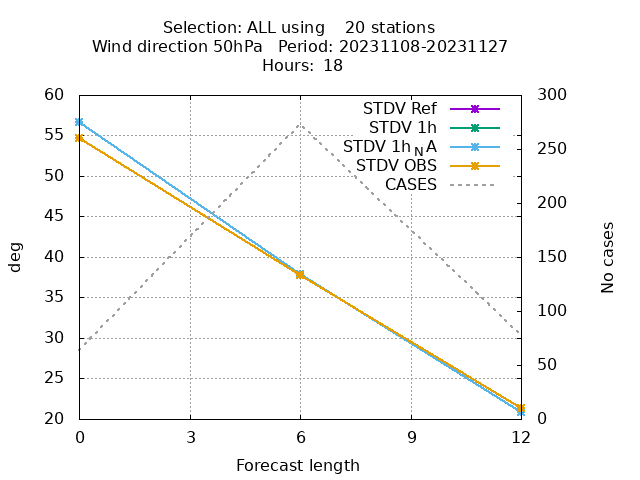 Selection: ALL using    20 stations
Wind direction 50hPa   Period: 20231108-20231127
Hours: 18
60
55
50
45
40
35
30
25
20
deg
300
250
200
150
100
50
0
No cases
STDV Ref
STDV 1h
STDV 1h_NA
STDV OBS
CASES
0 3 6 9 12
Forecast length